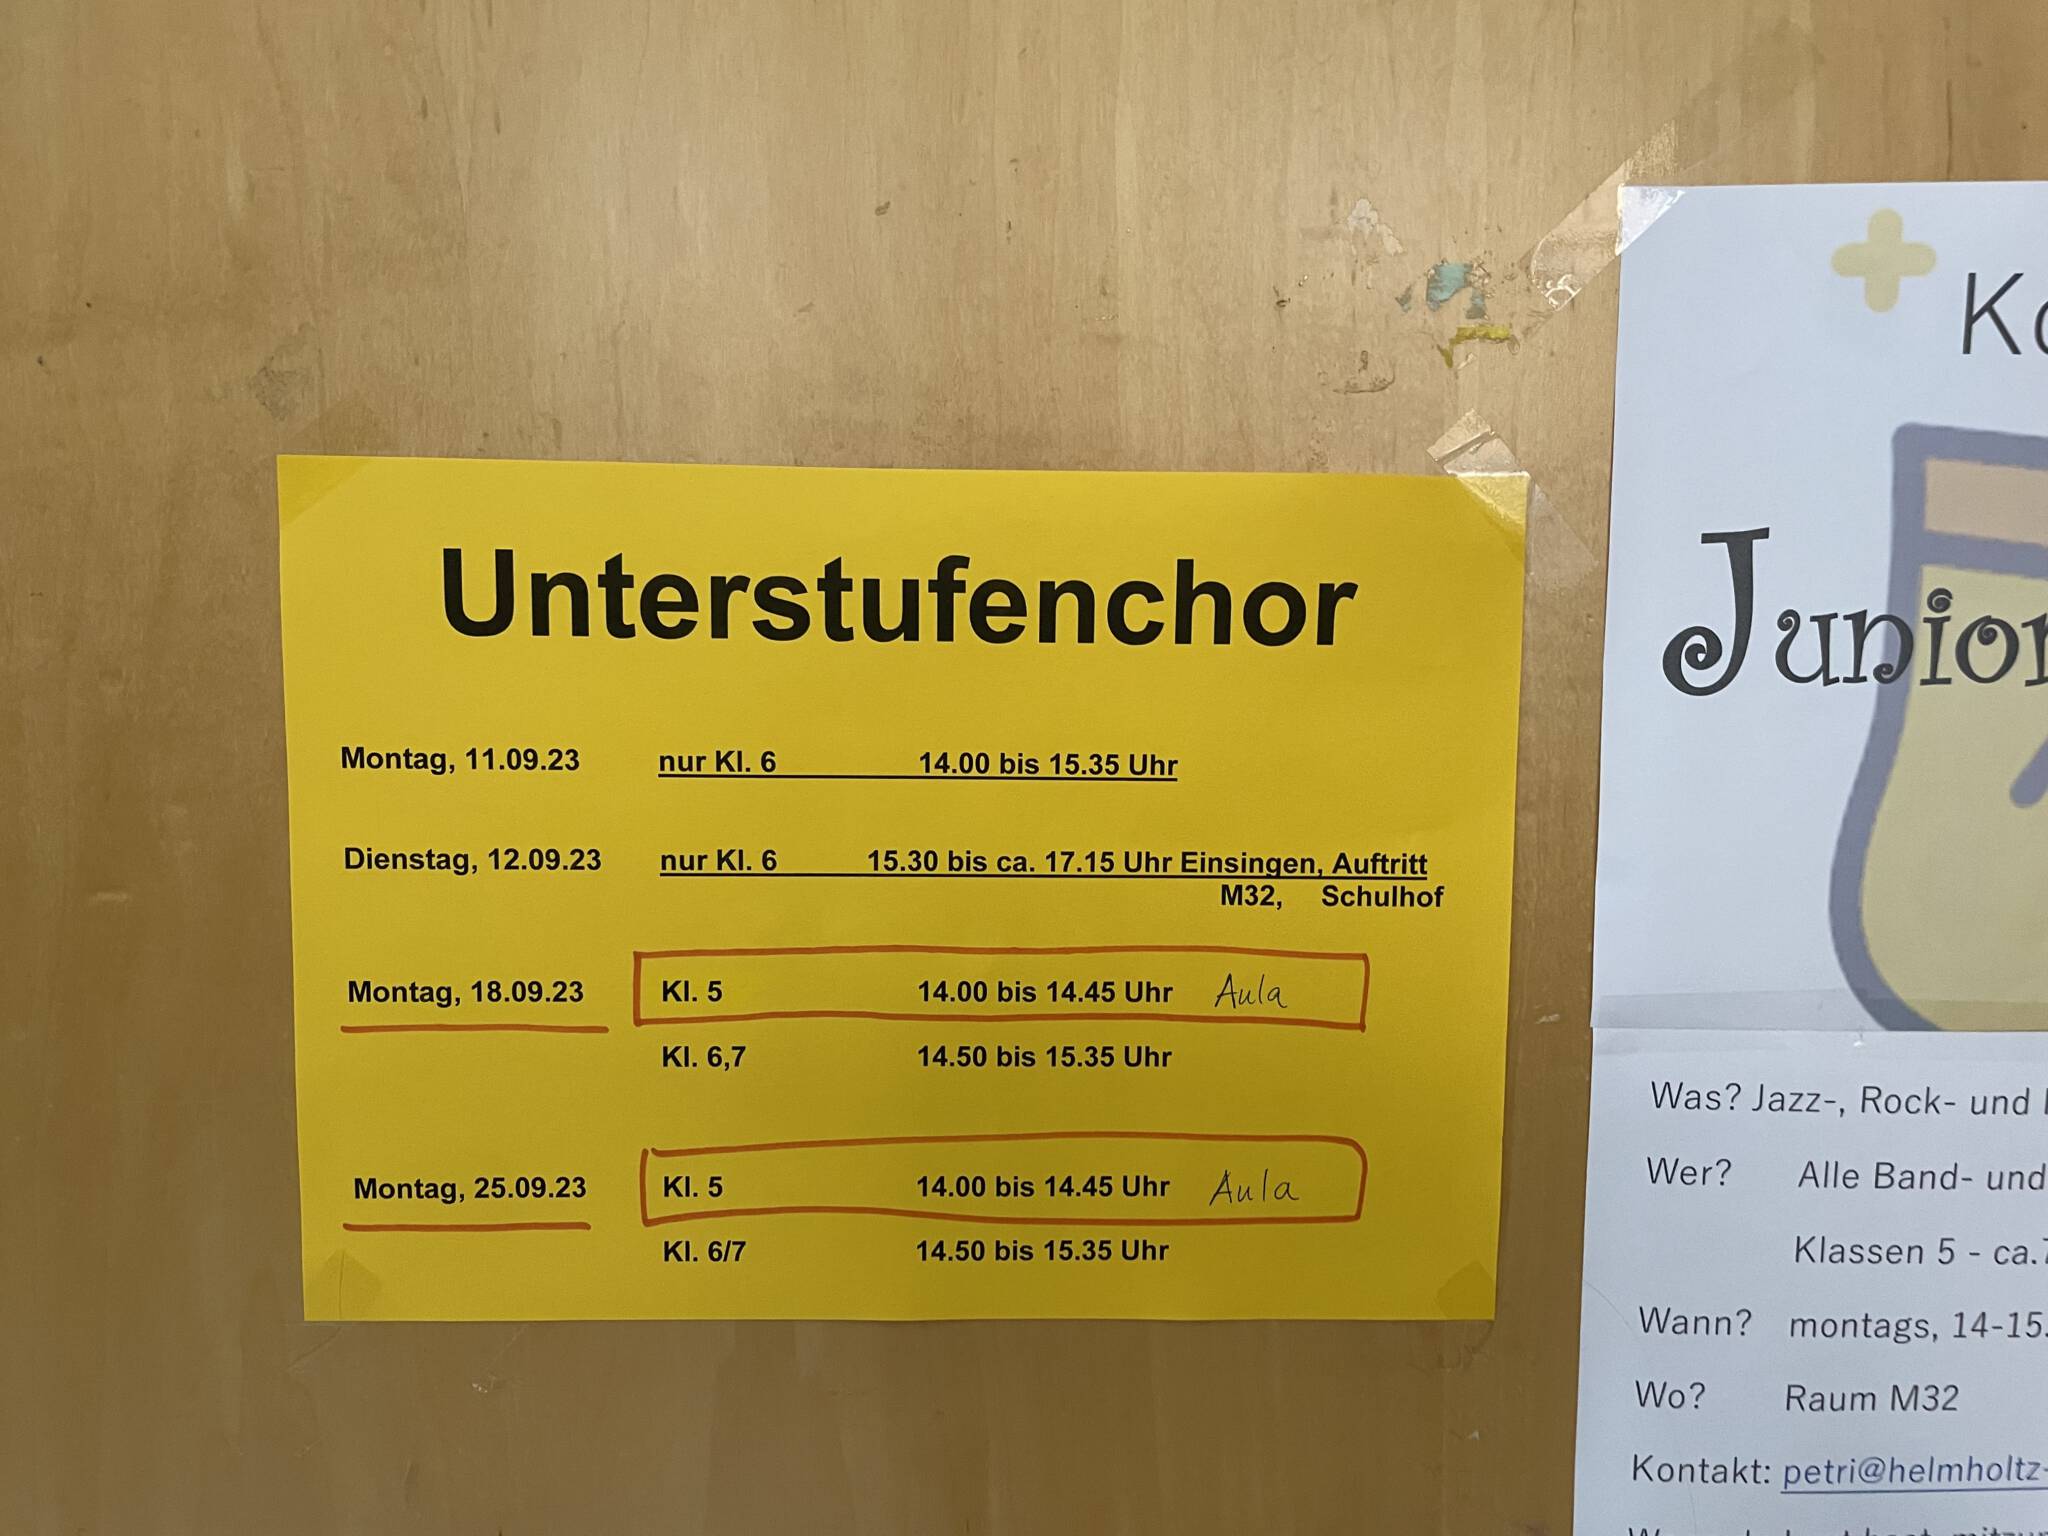 Unterstufenchor
Montag, 11.09.23 nur Kl. 6 14.00 bis 15.35 Uhr
Dienstag, 12.09.23 nur Kl. 6 15.30 bis ca. 17.15 Uhr Einsingen, Auftritt
M32, Schulhof
Montag, 18.09.23 Kl. 5 14.00 bis 14.45 Uhr Aula
Kl. 6,7 14.50 bis 15.35 Uhr
Montag, 25.09.23 Kl. 5 14.00 bis 14.45 Uhr Aula
Kl. 6/7 14.50 bis 15.35 Uhr
Junior
Was? Jazz-, Rock- und
Wer? Alle Band- und
Klassen 5 - ca.7
Wann? montags, 14-15.
Wo? Raum M32
Kontakt: petri@helmholtz-